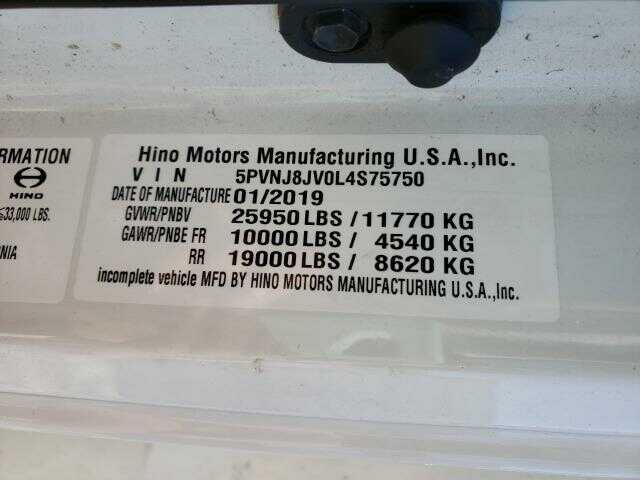 RMATION
HINO
≤33,000 LBS.
NIA
Hino Motors Manufacturing U.S.A.,Inc.
V I N 5PVNJ8JV0L4S75750
DATE OF MANUFACTURE 01/2019
GVWR/PNBV 25950 LBS / 11770 KG
GAWR/PNBE FR 10000 LBS / 4540 KG
RR 19000 LBS / 8620 KG
incomplete vehicle MFD BY HINO MOTORS MANUFACTURING U.S.A.,Inc.